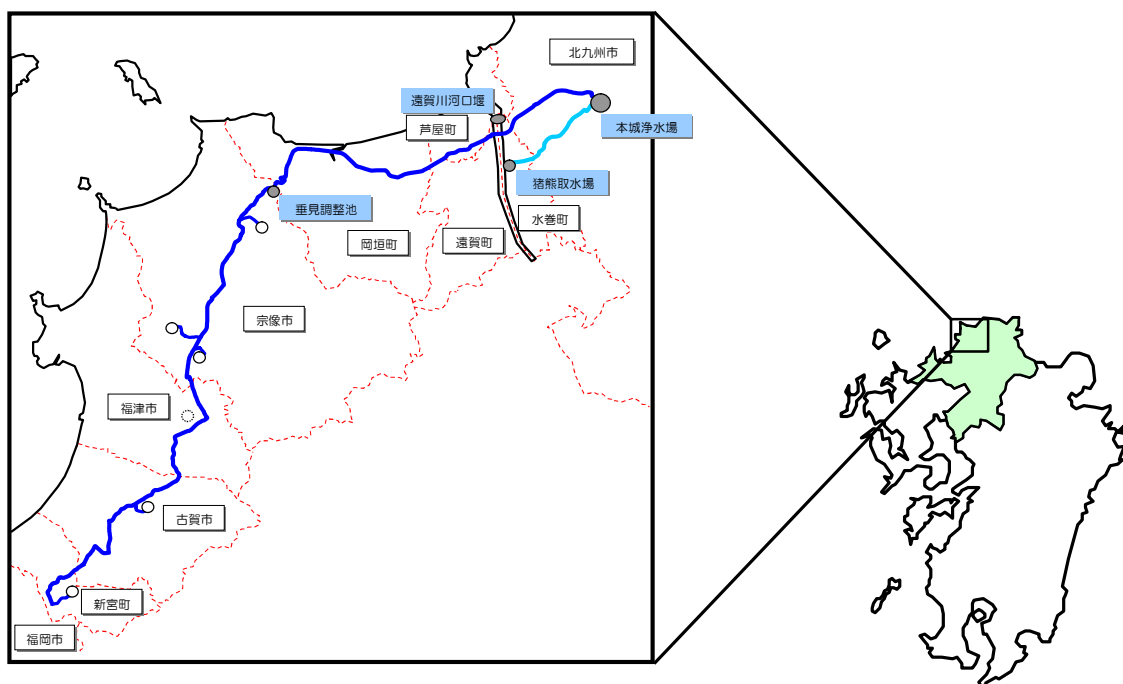 北九州市
遠賀川河口堰
芦屋町
本城浄水場
猪熊取水場
垂見調整池
水巻町
岡垣町
遠賀町
宗像市
福津市
古賀市
新宮町
福岡市